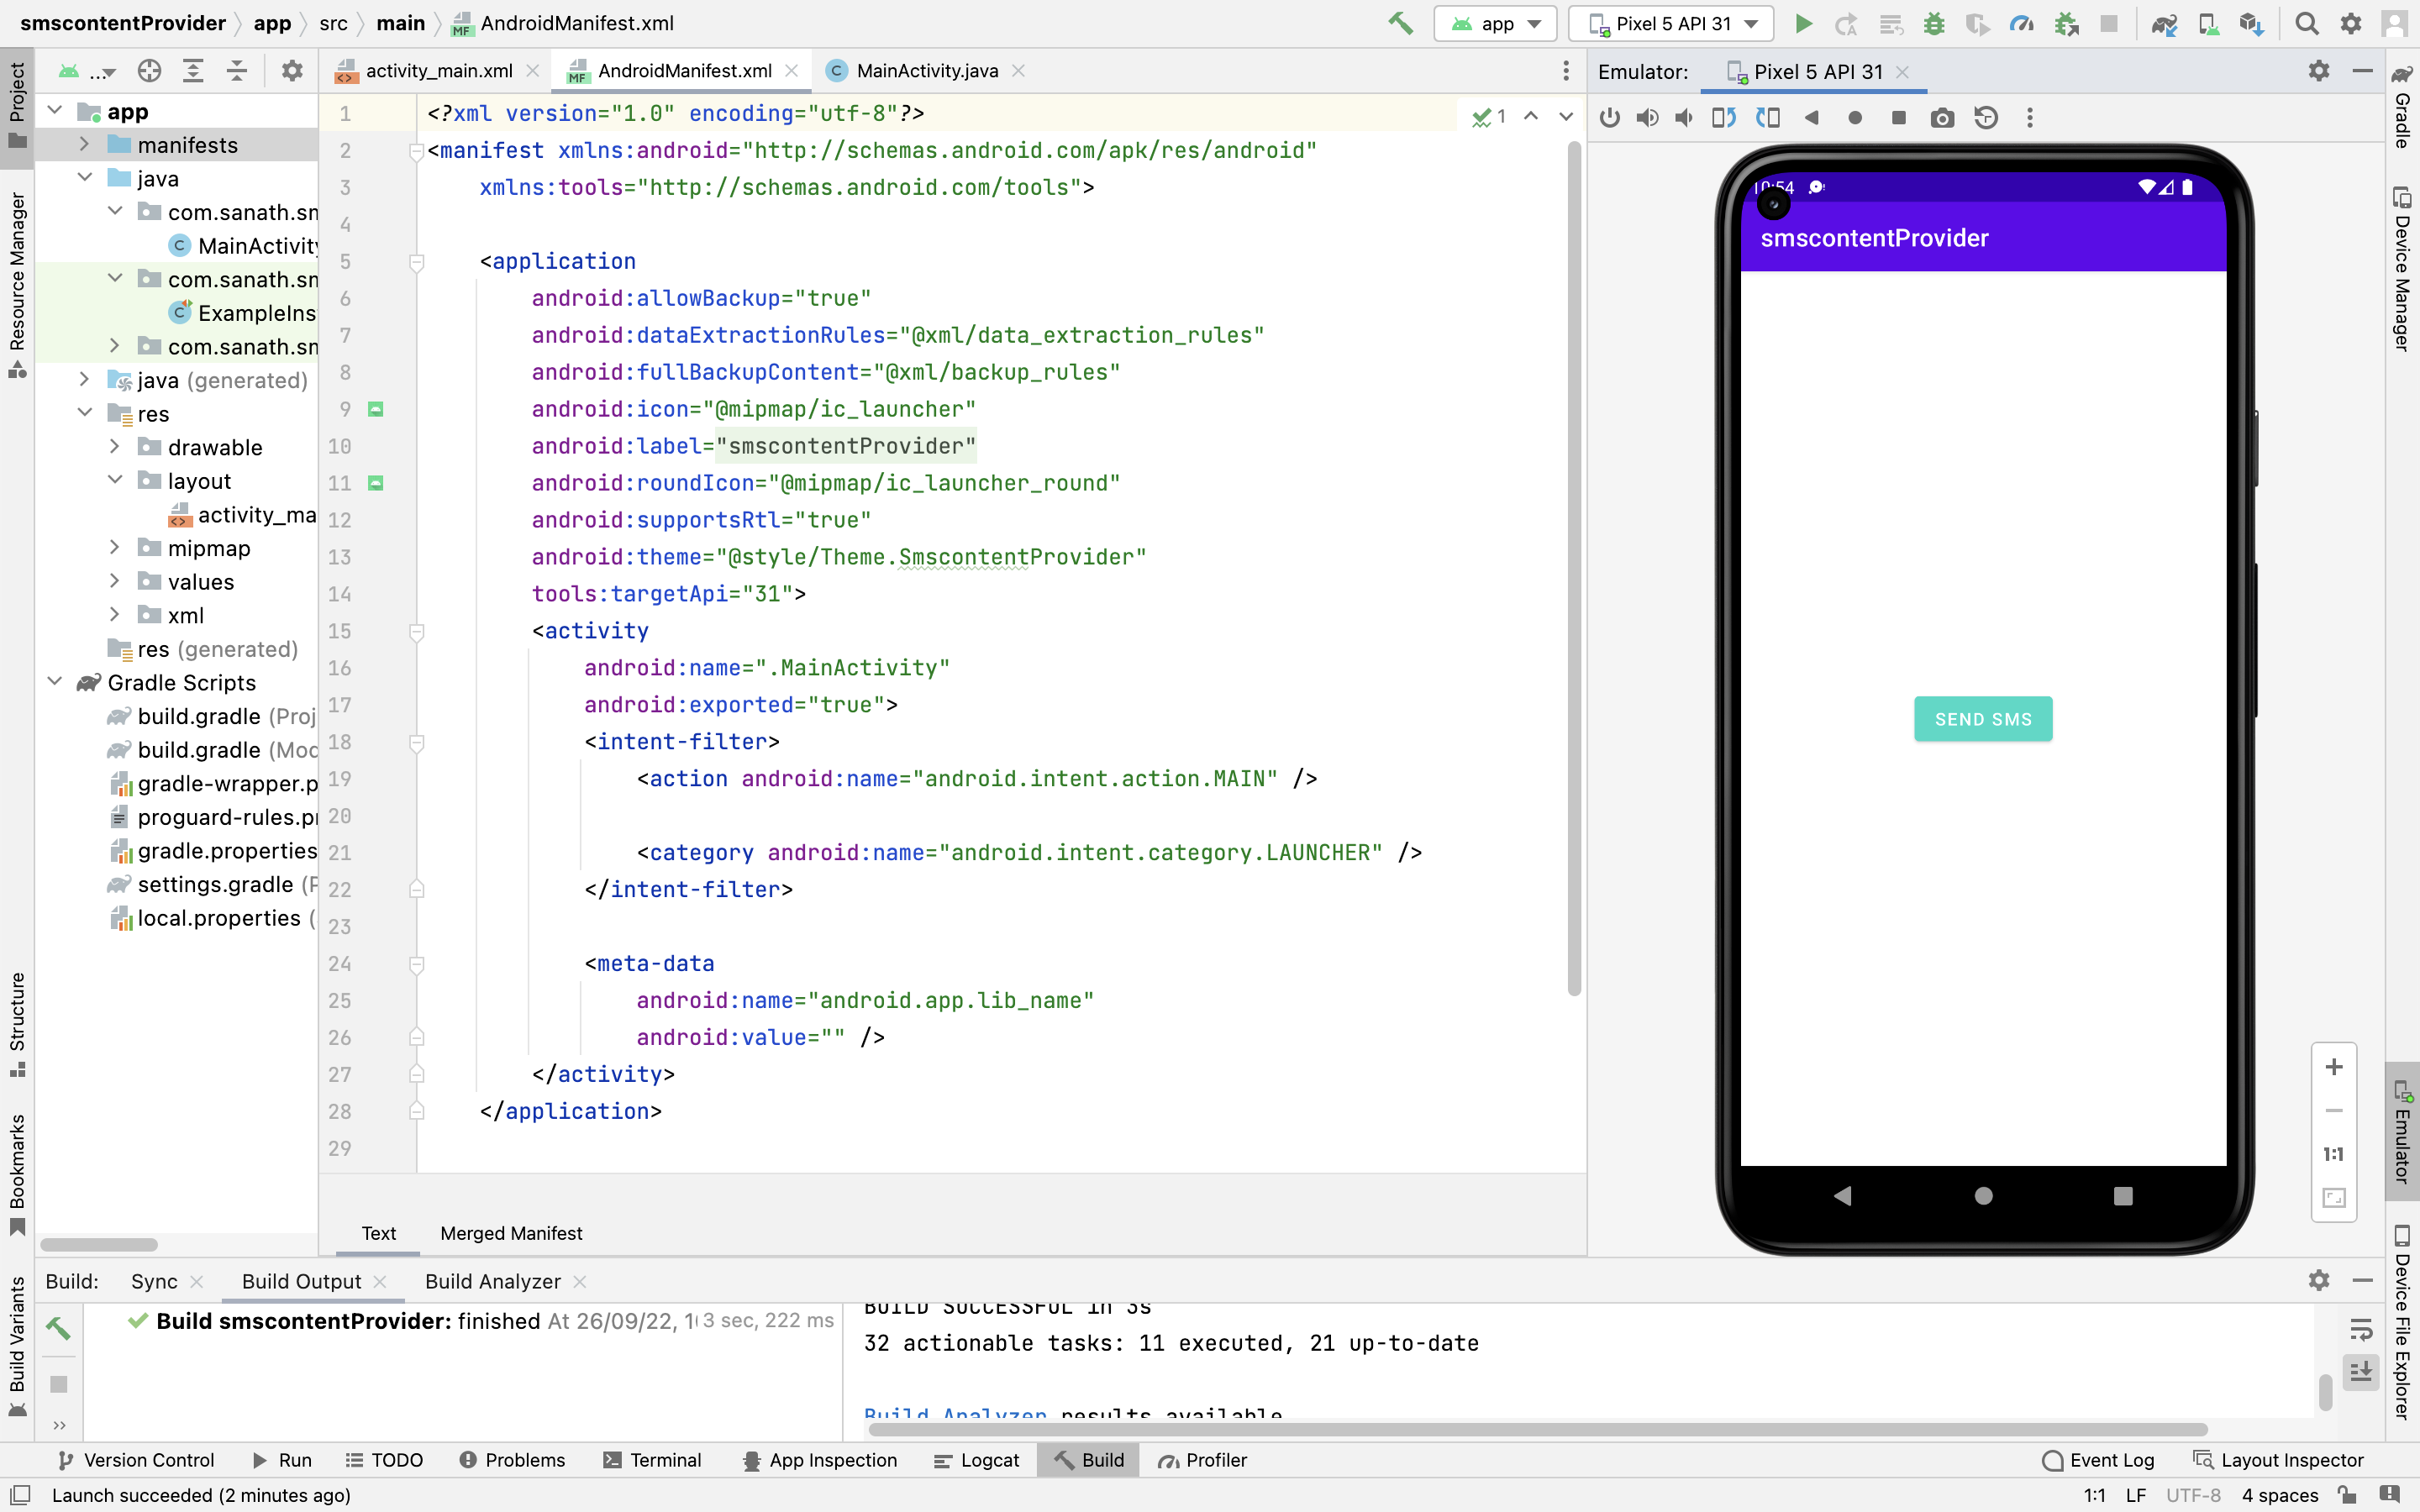 smscontentProvider app src main AndroidManifest.xml app Pixel 5 API 31
... activity_main.xml AndroidManifest.xml MainActivity.java Emulator: Pixel 5 API 31
Project
Resource Manager
Structure
Bookmarks
Build Variants
app
manifests
java
com.sanath.sm
MainActivity
com.sanath.sm
ExampleIns
com.sanath.sm
java (generated)
res
drawable
layout
activity_ma
mipmap
values
xml
res (generated)
Gradle Scripts
build.gradle (Proj
build.gradle (Mod
gradle-wrapper.p
proguard-rules.pr
gradle.properties
settings.gradle (P
local.properties (
1 <?xml version="1.0" encoding="utf-8"?>
2 <manifest xmlns:android="http://schemas.android.com/apk/res/android"
3 xmlns:tools="http://schemas.android.com/tools">
4
5 <application
6 android:allowBackup="true"
7 android:dataExtractionRules="@xml/data_extraction_rules"
8 android:fullBackupContent="@xml/backup_rules"
9 android:icon="@mipmap/ic_launcher"
10 android:label="smscontentProvider"
11 android:roundIcon="@mipmap/ic_launcher_round"
12 android:supportsRtl="true"
13 android:theme="@style/Theme.SmscontentProvider"
14 tools:targetApi="31">
15 <activity
16 android:name=".MainActivity"
17 android:exported="true">
18 <intent-filter>
19 <action android:name="android.intent.action.MAIN" />
20
21 <category android:name="android.intent.category.LAUNCHER" />
22 </intent-filter>
23
24 <meta-data
25 android:name="android.app.lib_name"
26 android:value="" />
27 </activity>
28 </application>
29
1
Text Merged Manifest
10:54
smscontentProvider
SEND SMS
1:1
Gradle
Device Manager
Emulator
Device File Explorer
Build: Sync Build Output Build Analyzer
Build smscontentProvider: finished At 26/09/22, 1 3 sec, 222 ms
BUILD SUCCESSFUL in 3s
32 actionable tasks: 11 executed, 21 up-to-date
Build Analyzer results available
Version Control Run TODO Problems Terminal App Inspection Logcat Build Profiler Event Log Layout Inspector
Launch succeeded (2 minutes ago) 1:1 LF UTF-8 4 spaces